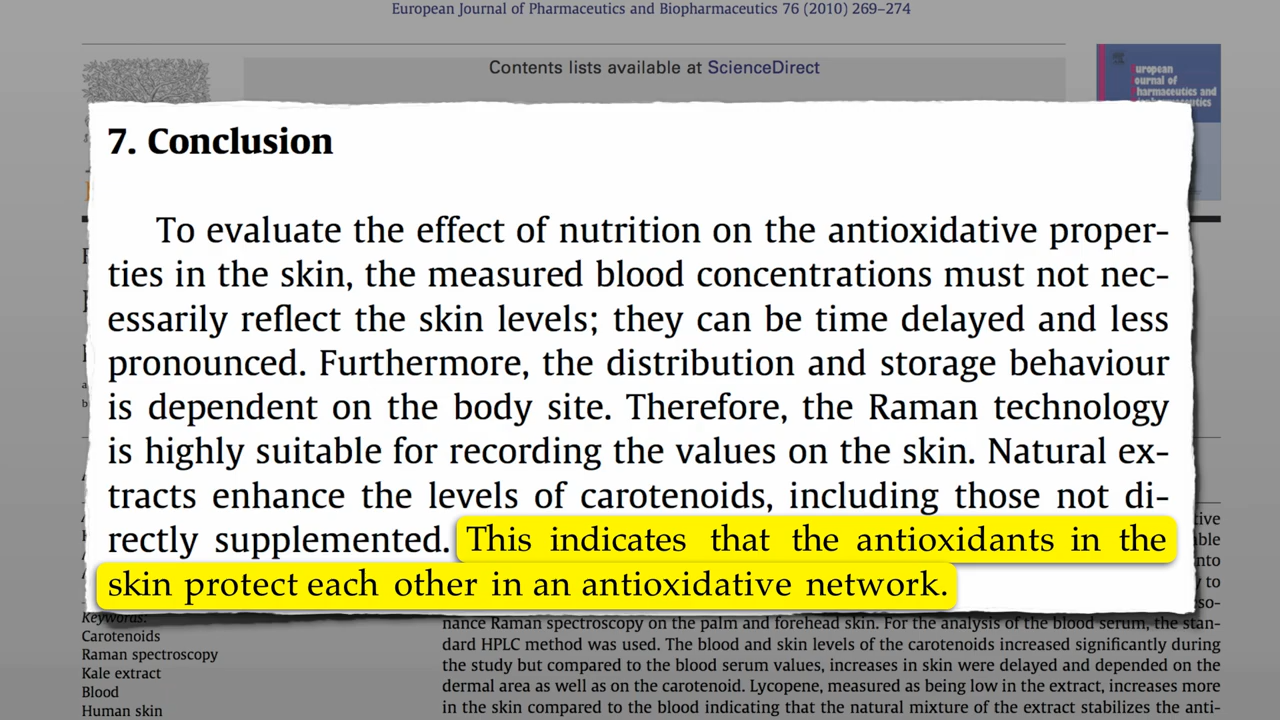 European Journal of Pharmaceutics and Biopharmaceutics 76 (2010) 269–274
Contents lists available at ScienceDirect
European
Journal of
Pharmaceutics and
Biopharmaceutics
7. Conclusion
To evaluate the effect of nutrition on the antioxidative proper-
ties in the skin, the measured blood concentrations must not nec-
essarily reflect the skin levels; they can be time delayed and less
pronounced. Furthermore, the distribution and storage behaviour
is dependent on the body site. Therefore, the Raman technology
is highly suitable for recording the values on the skin. Natural ex-
tracts enhance the levels of carotenoids, including those not di-
rectly supplemented. This indicates that the antioxidants in the
skin protect each other in an antioxidative network.
Keywords:
Carotenoids
Raman spectroscopy
Kale extract
Blood
Human skin
nance Raman spectroscopy on the palm and forehead skin. For the analysis of the blood serum, the stan-
dard HPLC method was used. The blood and skin levels of the carotenoids increased significantly during
the study but compared to the blood serum values, increases in skin were delayed and depended on the
dermal area as well as on the carotenoid. Lycopene, measured as being low in the extract, increases more
in the skin compared to the blood indicating that the natural mixture of the extract stabilizes the anti-